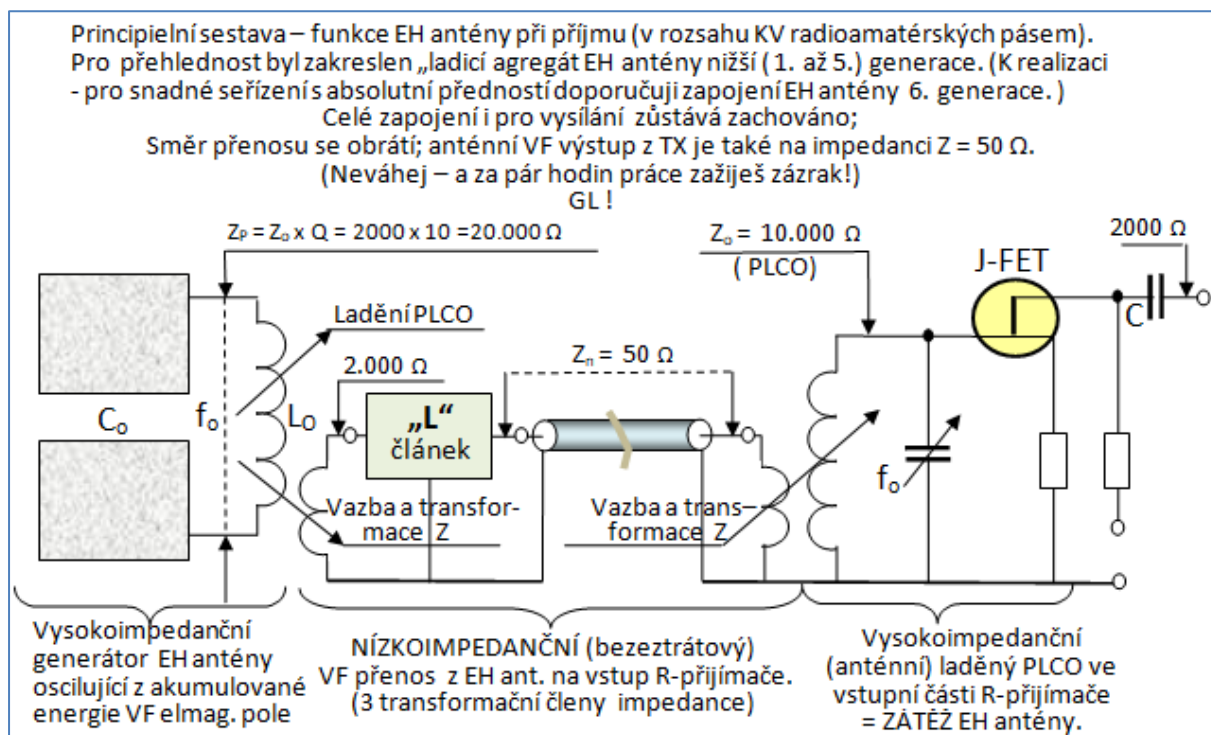 Principielní sestava – funkce EH antény při příjmu (v rozsahu KV radioamatérských pásem).
Pro přehlednost byl zakreslen „ladicí agregát EH antény nižší ( 1. až 5.) generace. (K realizaci
- pro snadné seřízení s absolutní předností doporučuji zapojení EH antény 6. generace. )
Celé zapojení i pro vysílání zůstává zachováno;
Směr přenosu se obrátí; anténní VF výstup z TX je také na impedanci Z = 50 Ω.
(Neváhej – a za pár hodin práce zažiješ zázrak!)
GL !
Zₚ = Zₒ x Q = 2000 x 10 =20.000 Ω
Zₒ = 10.000 Ω
( PLCO)
2000 Ω
J-FET
C
Ladění PLCO
2.000 Ω
Zₙ = 50 Ω
Cₒ
fₒ
L₀
„L“
článek
fₒ
Vazba a transfor-
mace Z
Vazba a trans–
formace Z
Vysokoimpedanční
generátor EH antény
oscilující z akumulované
energie VF elmag. pole
NÍZKOIMPEDANČNÍ (bezeztrátový)
VF přenos z EH ant. na vstup R-přijímače.
(3 transformační členy impedance)
Vysokoimpedanční
(anténní) laděný PLCO ve
vstupní části R-přijímače
= ZÁTĚŽ EH antény.